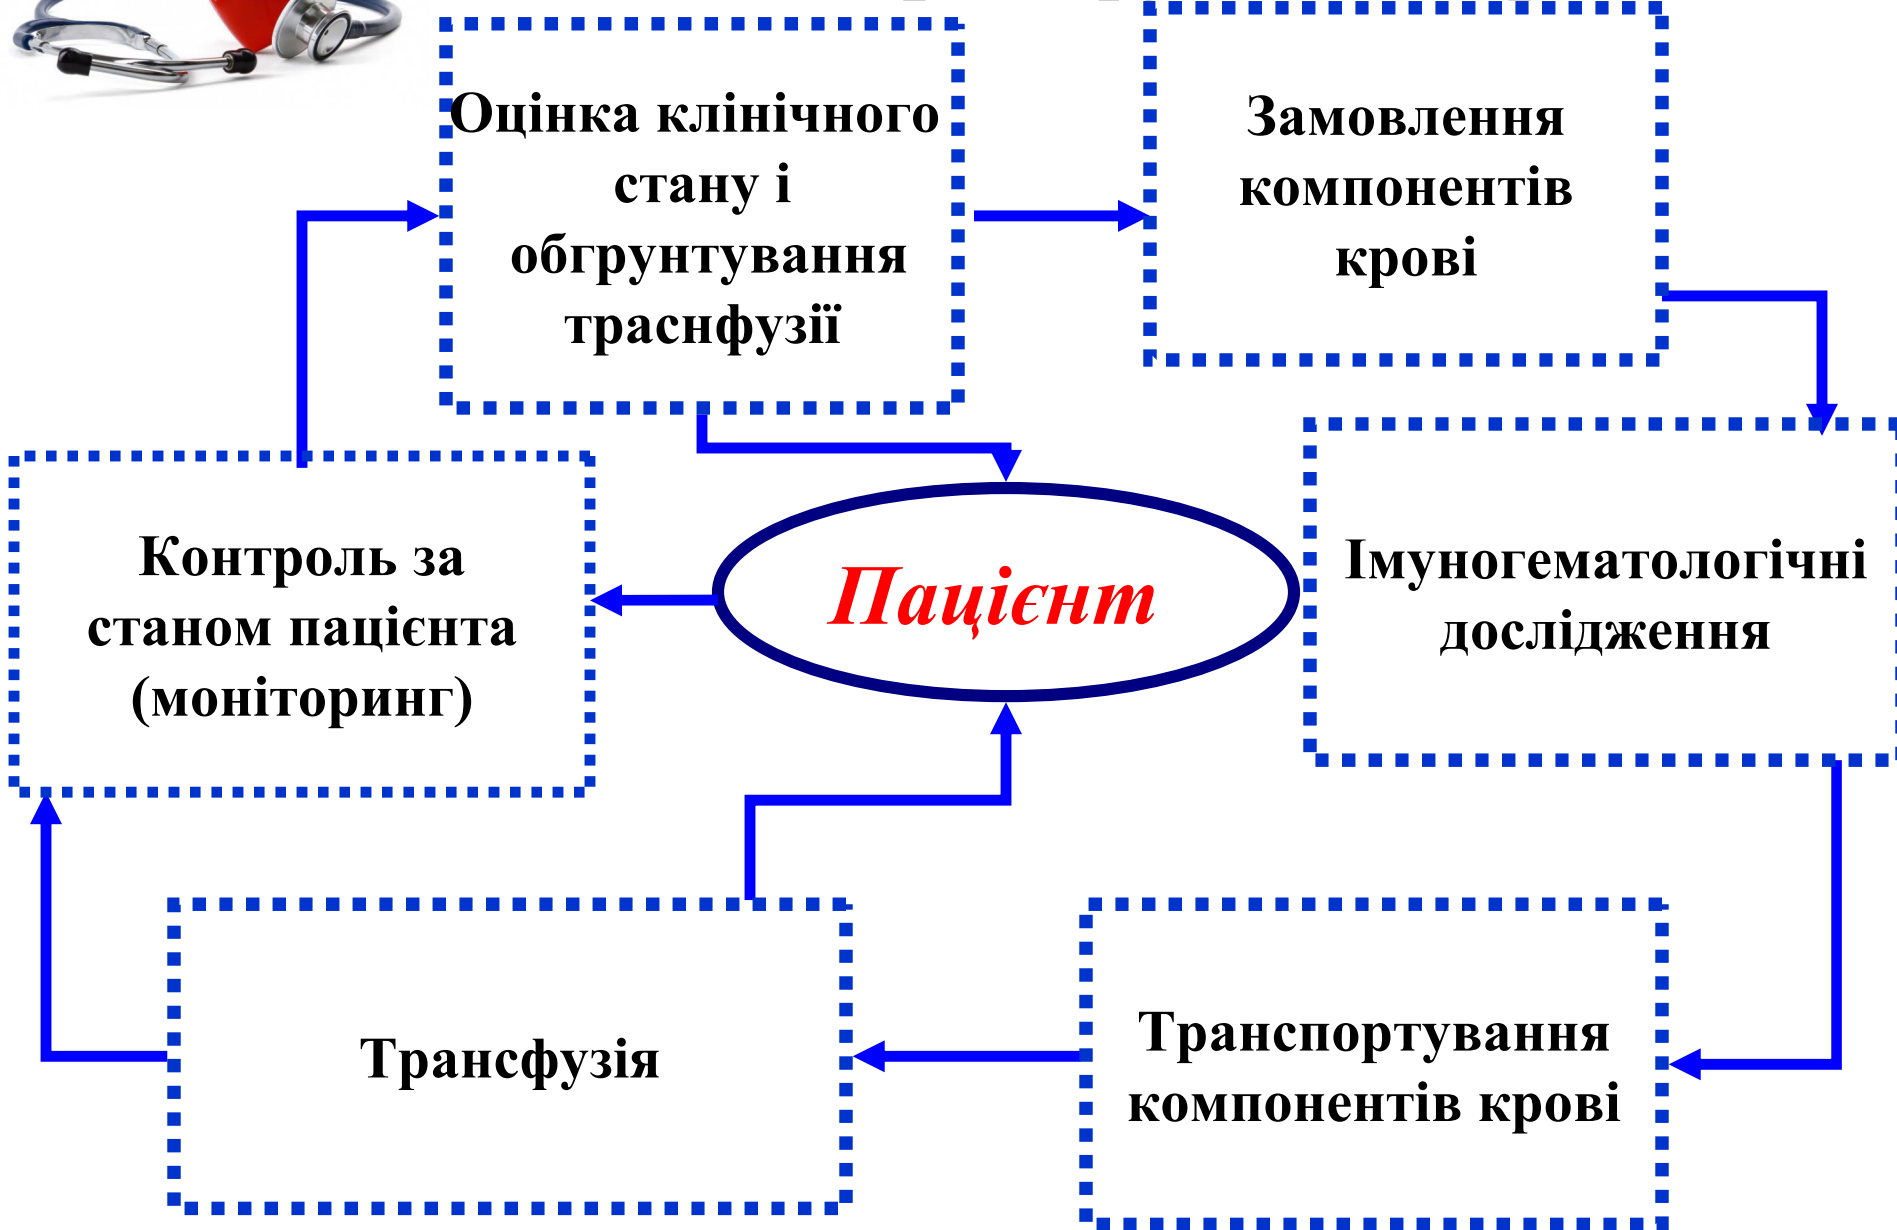 Оцінка клінічного
стану і
обгрунтування
траснфузії
Замовлення
компонентів
крові
Контроль за
станом пацієнта
(моніторинг)
Пацієнт
Імуногематологічні
дослідження
Трансфузія
Транспортування
компонентів крові